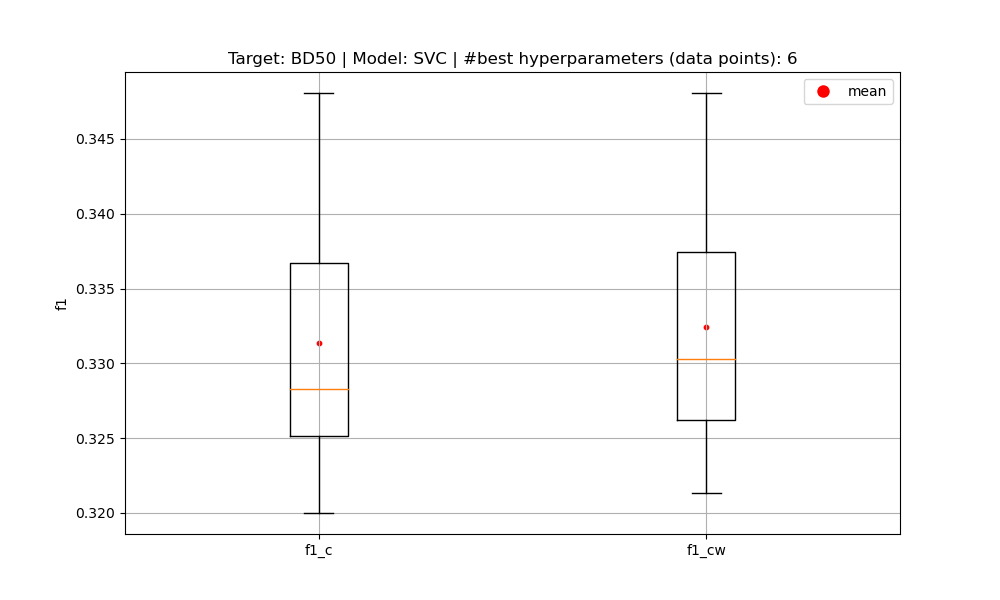 Target: BD50 | Model: SVC | #best hyperparameters (data points): 6
mean
0.345
0.340
0.335
0.330
0.325
0.320
f1
f1_c
f1_cw